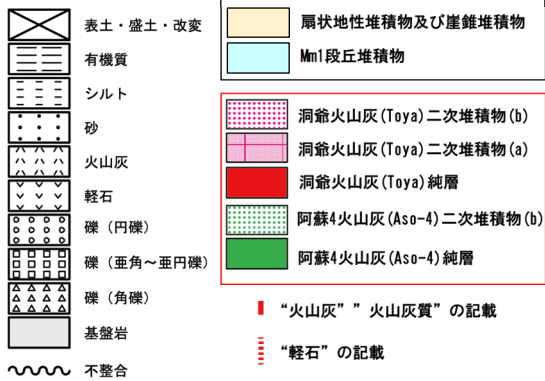 表土・盛土・改変
有機質
シルト
砂
火山灰
軽石
礫（円礫）
礫（亜角～亜円礫）
礫（角礫）
基盤岩
不整合
扇状地性堆積物及び崖錐堆積物
Mm1段丘堆積物
洞爺火山灰(Toya)二次堆積物(b)
洞爺火山灰(Toya)二次堆積物(a)
洞爺火山灰(Toya)純層
阿蘇4火山灰(Aso-4)二次堆積物(b)
阿蘇4火山灰(Aso-4)純層
“火山灰””火山灰質”の記載
“軽石”の記載